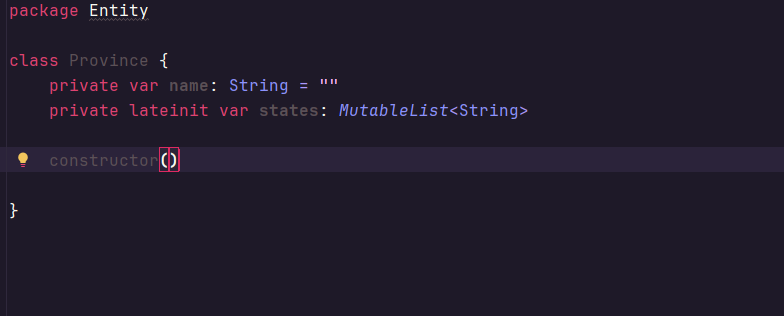 package Entity
class Province {
    private var name: String = ""
    private lateinit var states: MutableList<String>
    constructor()
}